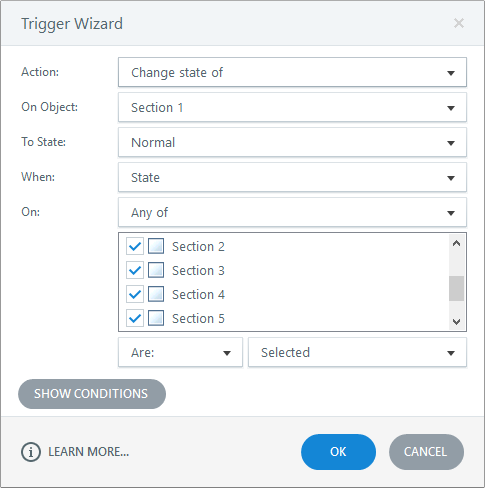 Trigger Wizard
Action: Change state of
On Object: Section 1
To State: Normal
When: State
On: Any of
Section 2
Section 3
Section 4
Section 5
Are: Selected
SHOW CONDITIONS
LEARN MORE... OK CANCEL